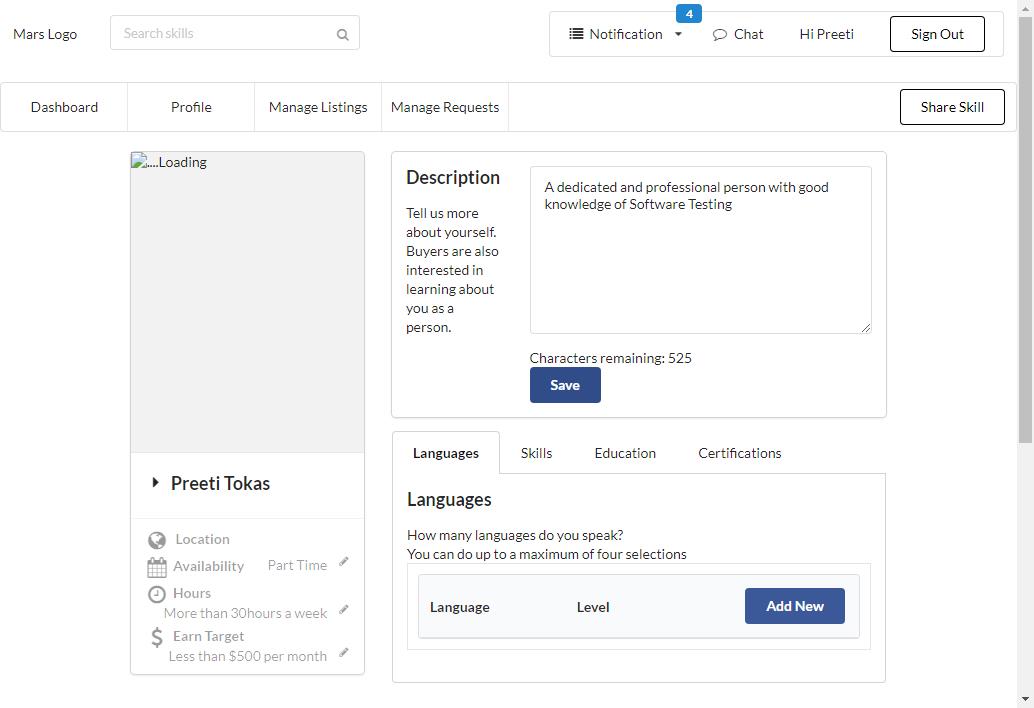 Mars Logo
Search skills
Notification
4
Chat
Hi Preeti
Sign Out
Dashboard
Profile
Manage Listings
Manage Requests
Share Skill
....Loading
Preeti Tokas
Location
Availability
Part Time
Hours
More than 30hours a week
Earn Target
Less than $500 per month
Description
Tell us more
about yourself.
Buyers are also
interested in
learning about
you as a
person.
A dedicated and professional person with good
knowledge of Software Testing
Characters remaining: 525
Save
Languages
Skills
Education
Certifications
Languages
How many languages do you speak?
You can do up to a maximum of four selections
Language
Level
Add New